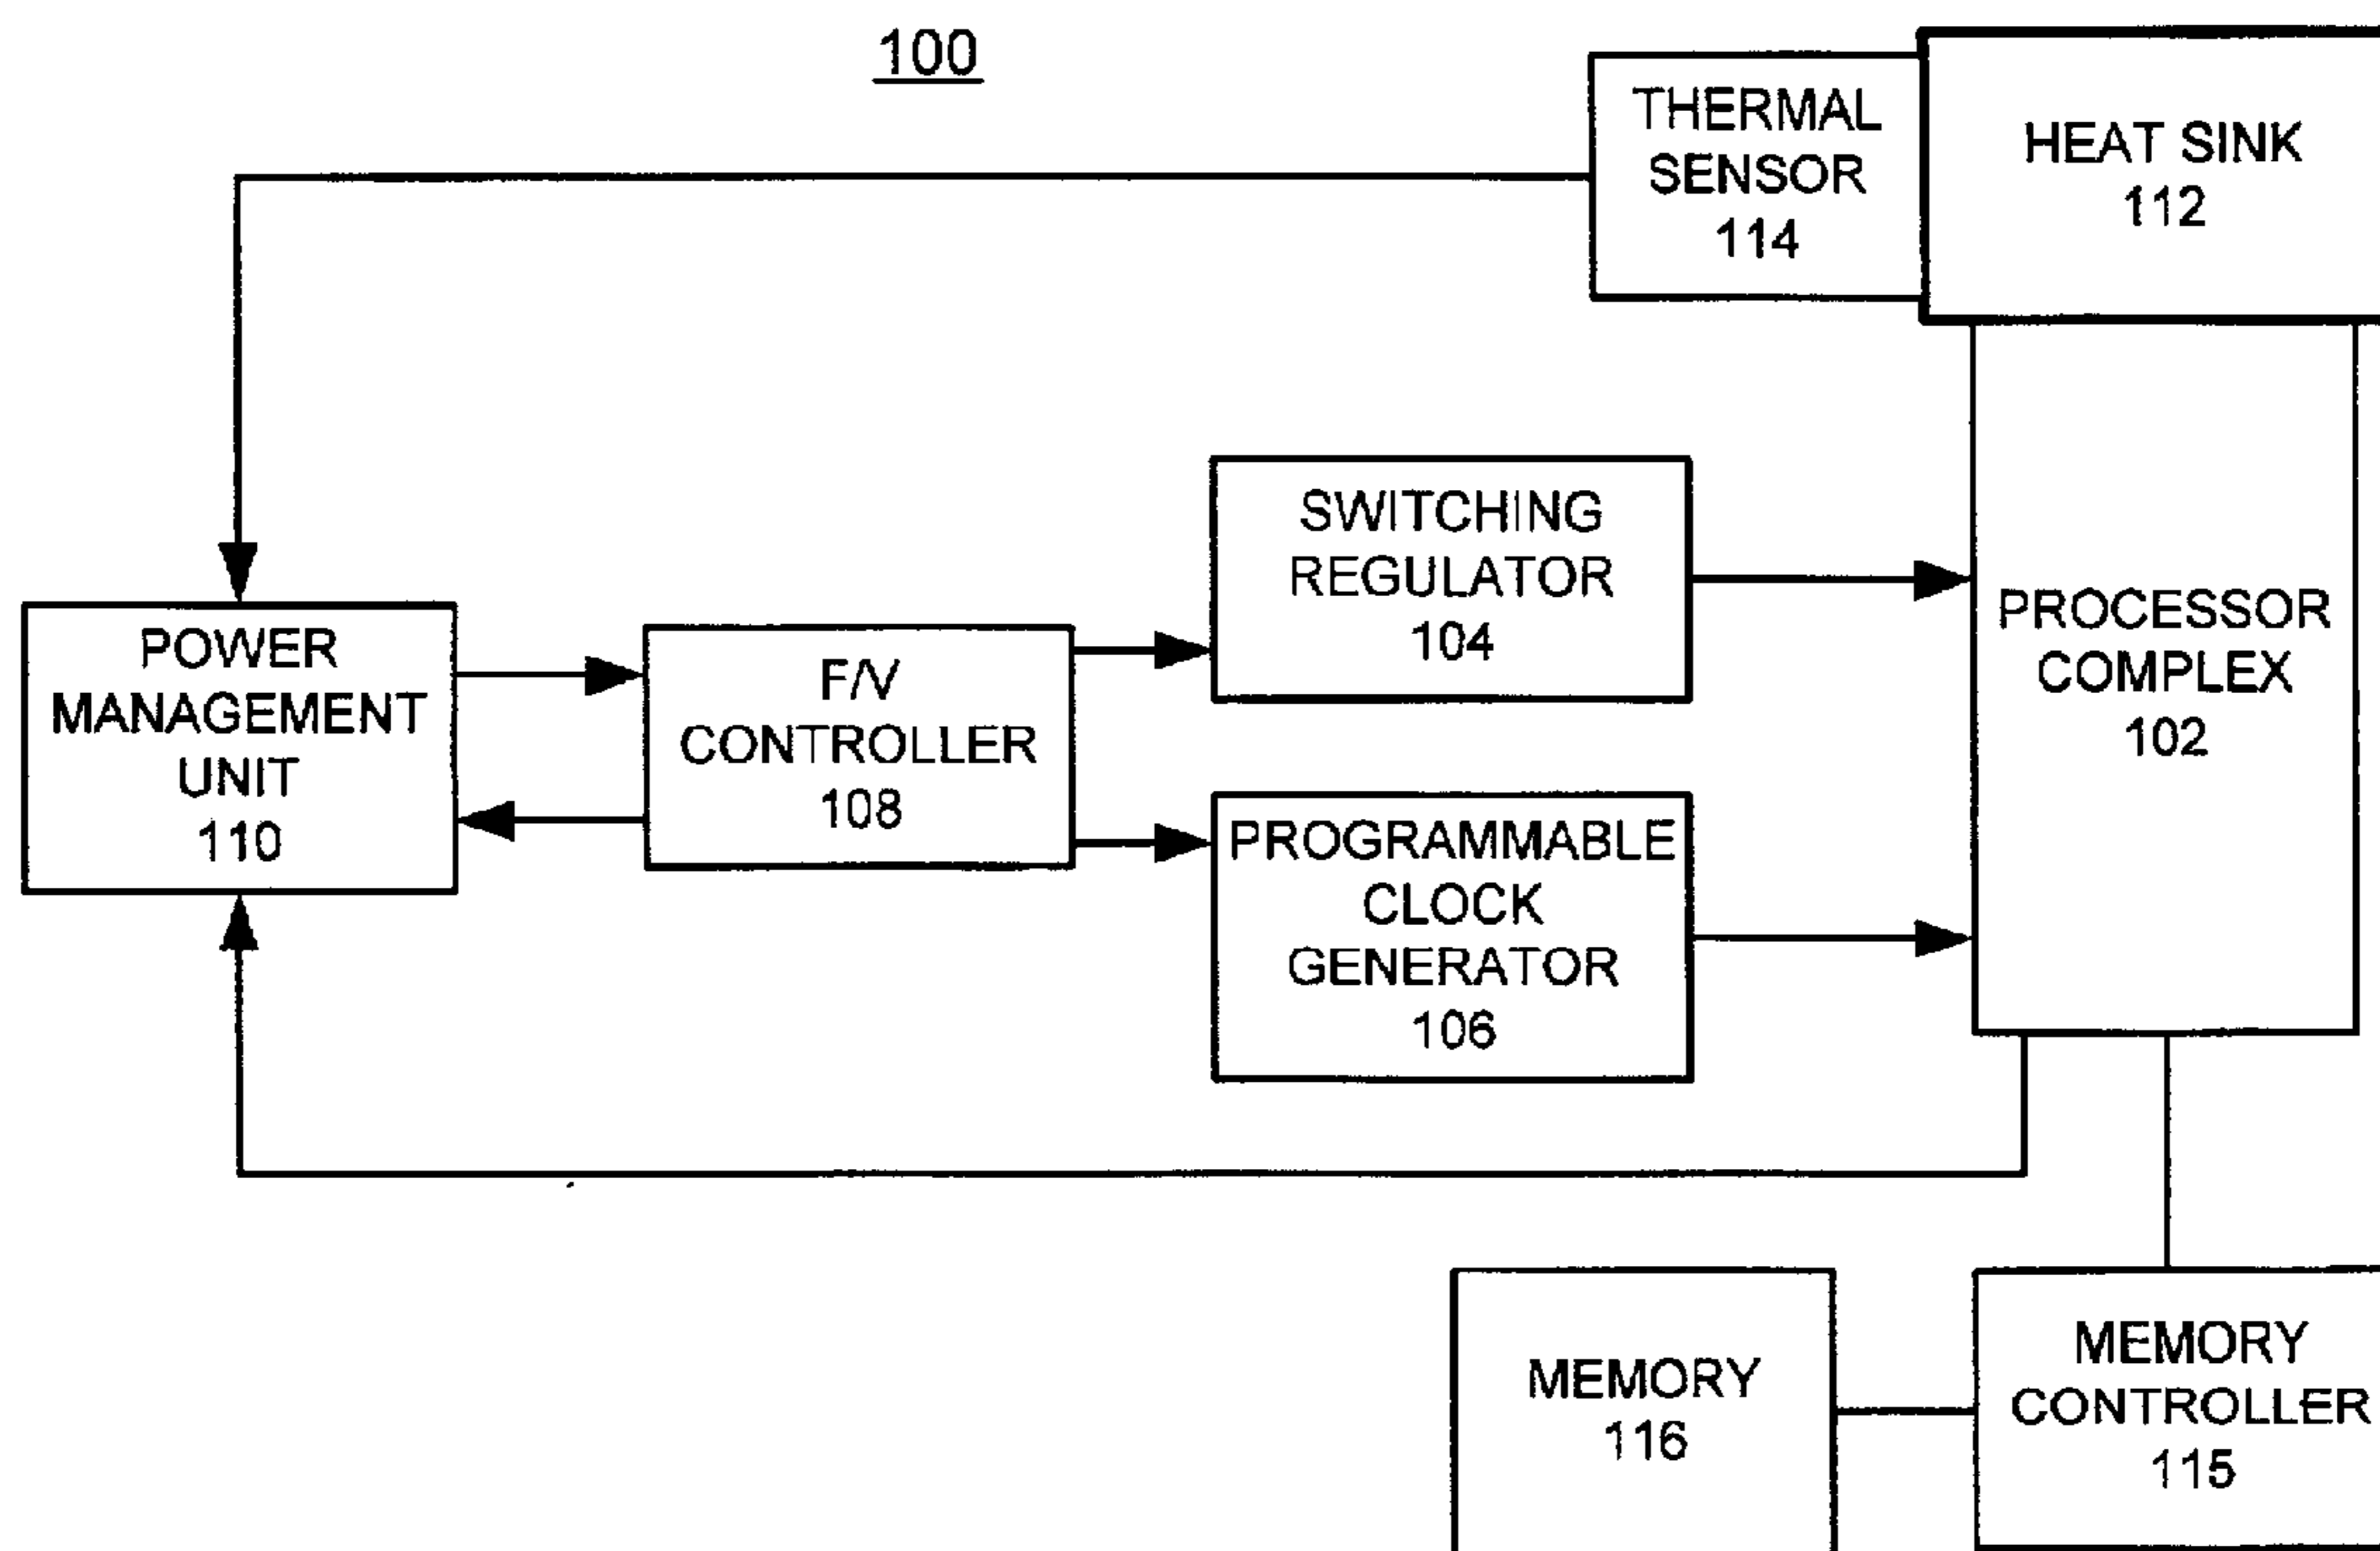 100
THERMAL
SENSOR
114
HEAT SINK
112
SWITCHING
REGULATOR
104
PROCESSOR
COMPLEX
102
POWER
MANAGEMENT
UNIT
110
F/V
CONTROLLER
108
PROGRAMMABLE
CLOCK
GENERATOR
106
MEMORY
116
MEMORY
CONTROLLER
115